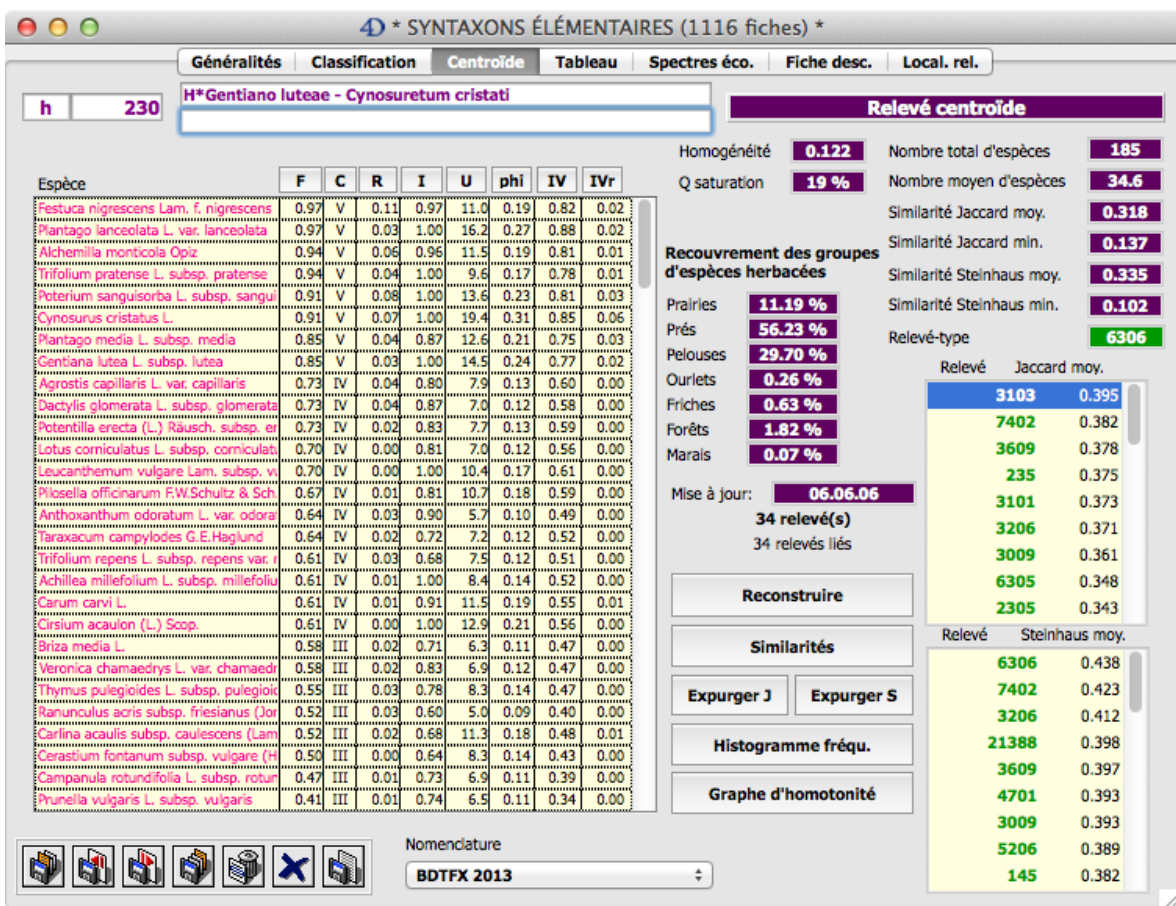 * SYNTAXONS ÉLÉMENTAIRES (1116 fiches) *
Généralités Classification Centroïde Tableau Spectres éco. Fiche desc. Local. rel.
h 230 H*Gentiano luteae - Cynosuretum cristati
Relevé centroïde
Homogénéité 0.122 Nombre total d'espèces 185
Q saturation 19 % Nombre moyen d'espèces 34.6
Similarité Jaccard moy. 0.318
Similarité Jaccard min. 0.137
Similarité Steinhaus moy. 0.335
Similarité Steinhaus min. 0.102
Relevé-type 6306
Espèce F C R I U phi IV IVr
Festuca nigrescens Lam. f. nigrescens 0.97 V 0.11 0.97 11.0 0.19 0.82 0.02
Plantago lanceolata L. var. lanceolata 0.97 V 0.03 1.00 16.2 0.27 0.88 0.02
Alchemilla monticola Opiz 0.94 V 0.06 0.96 11.5 0.19 0.81 0.01
Trifolium pratense L. subsp. pratense 0.94 V 0.04 1.00 9.6 0.17 0.78 0.01
Poterium sanguisorba L. subsp. sangui 0.91 V 0.08 1.00 13.6 0.23 0.81 0.03
Cynosurus cristatus L. 0.91 V 0.07 1.00 19.4 0.31 0.85 0.06
Plantago media L. subsp. media 0.85 V 0.04 0.87 12.6 0.21 0.75 0.03
Gentiana lutea L. subsp. lutea 0.85 V 0.03 1.00 14.5 0.24 0.77 0.02
Agrostis capillaris L. var. capillaris 0.73 IV 0.04 0.80 7.9 0.13 0.60 0.00
Dactylis glomerata L. subsp. glomerata 0.73 IV 0.04 0.87 7.0 0.12 0.58 0.00
Potentilla erecta (L.) Räusch. subsp. er 0.73 IV 0.02 0.83 7.7 0.13 0.59 0.00
Lotus corniculatus L. subsp. corniculat 0.70 IV 0.00 0.81 7.0 0.12 0.56 0.00
Leucanthemum vulgare Lam. subsp. vu 0.70 IV 0.00 1.00 10.4 0.17 0.61 0.00
Pilosella officinarum F.W.Schultz & Sch. 0.67 IV 0.01 0.81 10.7 0.18 0.59 0.00
Anthoxanthum odoratum L. var. odora 0.64 IV 0.03 0.90 5.7 0.10 0.49 0.00
Taraxacum campylodes G.E.Haglund 0.64 IV 0.02 0.72 7.2 0.12 0.52 0.00
Trifolium repens L. subsp. repens var. r 0.61 IV 0.03 0.68 7.5 0.12 0.51 0.00
Achillea millefolium L. subsp. millefoliu 0.61 IV 0.01 1.00 8.4 0.14 0.52 0.00
Carum carvi L. 0.61 IV 0.01 0.91 11.5 0.19 0.55 0.01
Cirsium acaulon (L.) Scop. 0.61 IV 0.00 1.00 12.9 0.21 0.56 0.00
Briza media L. 0.58 III 0.02 0.71 6.3 0.11 0.47 0.00
Veronica chamaedrys L. var. chamaedr 0.58 III 0.02 0.83 6.9 0.12 0.47 0.00
Thymus pulegioides L. subsp. pulegioic 0.55 III 0.03 0.78 8.3 0.14 0.47 0.00
Ranunculus acris subsp. friesianus (Jor 0.52 III 0.03 0.60 5.0 0.09 0.40 0.00
Carlina acaulis subsp. caulescens (Lam 0.52 III 0.02 0.68 11.3 0.18 0.48 0.01
Cerastium fontanum subsp. vulgare (H 0.50 III 0.00 0.64 8.3 0.14 0.43 0.00
Campanula rotundifolia L. subsp. rotun 0.47 III 0.01 0.73 6.9 0.11 0.39 0.00
Prunella vulgaris L. subsp. vulgaris 0.41 III 0.01 0.74 6.5 0.11 0.34 0.00
Recouvrement des groupes
d'espèces herbacées
Prairies 11.19 %
Prés 56.23 %
Pelouses 29.70 %
Ourlets 0.26 %
Friches 0.63 %
Forêts 1.82 %
Marais 0.07 %
Mise à jour: 06.06.06
34 relevé(s)
34 relevés liés
Reconstruire
Similarités
Expurger J Expurger S
Histogramme fréqu.
Graphe d'homotonité
Relevé Jaccard moy.
3103 0.395
7402 0.382
3609 0.378
235 0.375
3101 0.373
3206 0.371
3009 0.361
6305 0.348
2305 0.343
Relevé Steinhaus moy.
6306 0.438
7402 0.423
3206 0.412
21388 0.398
3609 0.397
4701 0.393
3009 0.393
5206 0.389
145 0.382
Nomenclature
BDTFX 2013